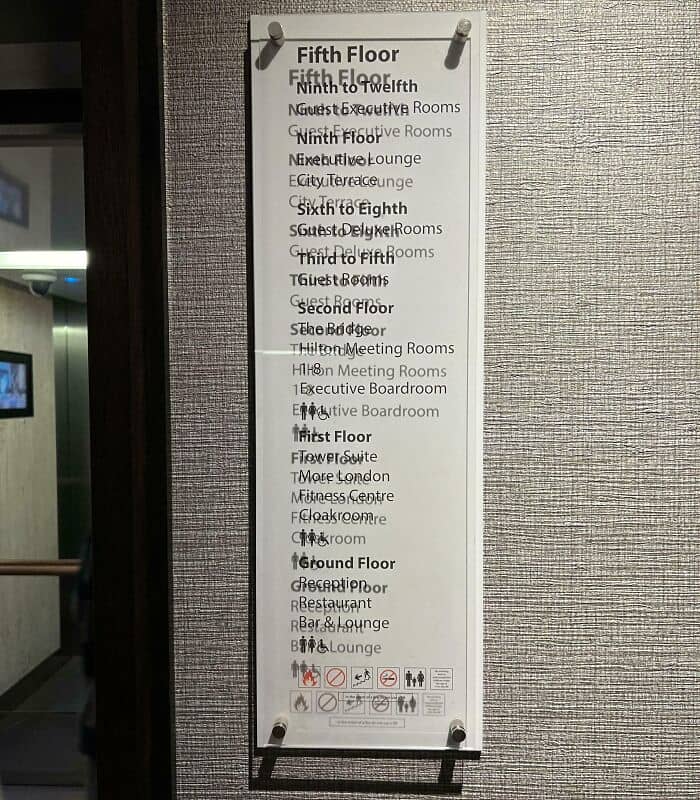 Fifth Floor
Ninth to Twelfth
Guest Executive Rooms
Ninth Floor
Executive Lounge
City Terrace
Sixth to Eighth
Guest Deluxe Rooms
Third to Fifth
Guest Rooms
Second Floor
The Bridge
Hilton Meeting Rooms
1-8
Executive Boardroom
First Floor
Tower Suite
More London
Fitness Centre
Cloakroom
Ground Floor
Reception
Restaurant
Bar & Lounge